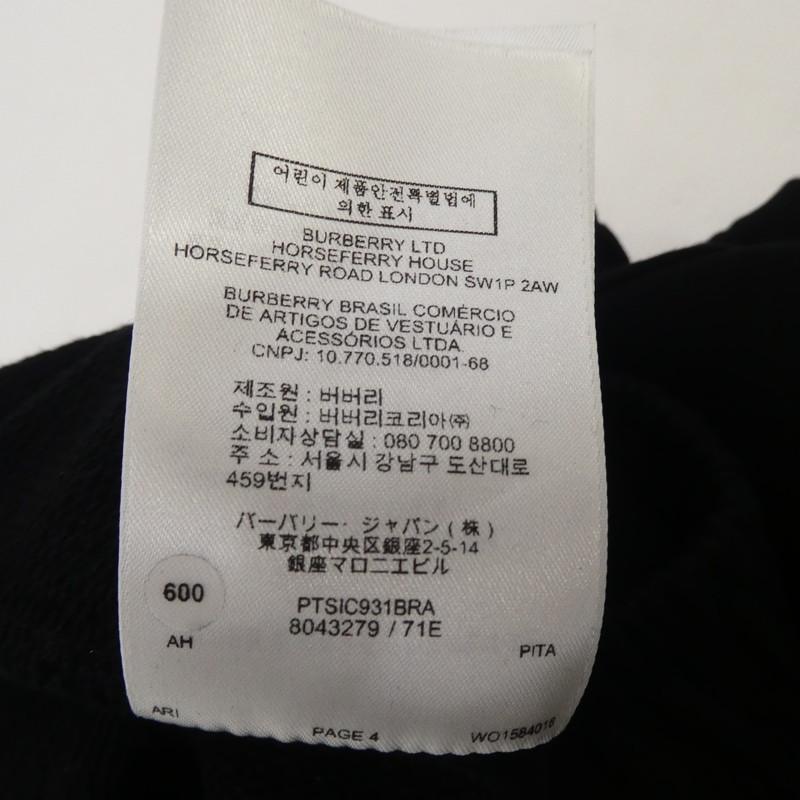 어린이 제품안전특별법에
의한 표시
BURBERRY LTD
HORSEFERRY HOUSE
HORSEFERRY ROAD LONDON SW1P 2AW
BURBERRY BRASIL COMÉRCIO
DE ARTIGOS DE VESTUÁRIO E
ACESSÓRIOS LTDA.
CNPJ: 10.770.518/0001-68
제조원 : 버버리
수입원 : 버버리코리아㈜
소비자상담실 : 080 700 8800
주 소 : 서울시 강남구 도산대로
459번지
バーバリー・ジャパン(株)
東京都中央区銀座2-5-14
銀座マロニエビル
600
PTSIC931BRA
8043279 / 71E
AH
PITA
ARI
PAGE 4
WO1584016